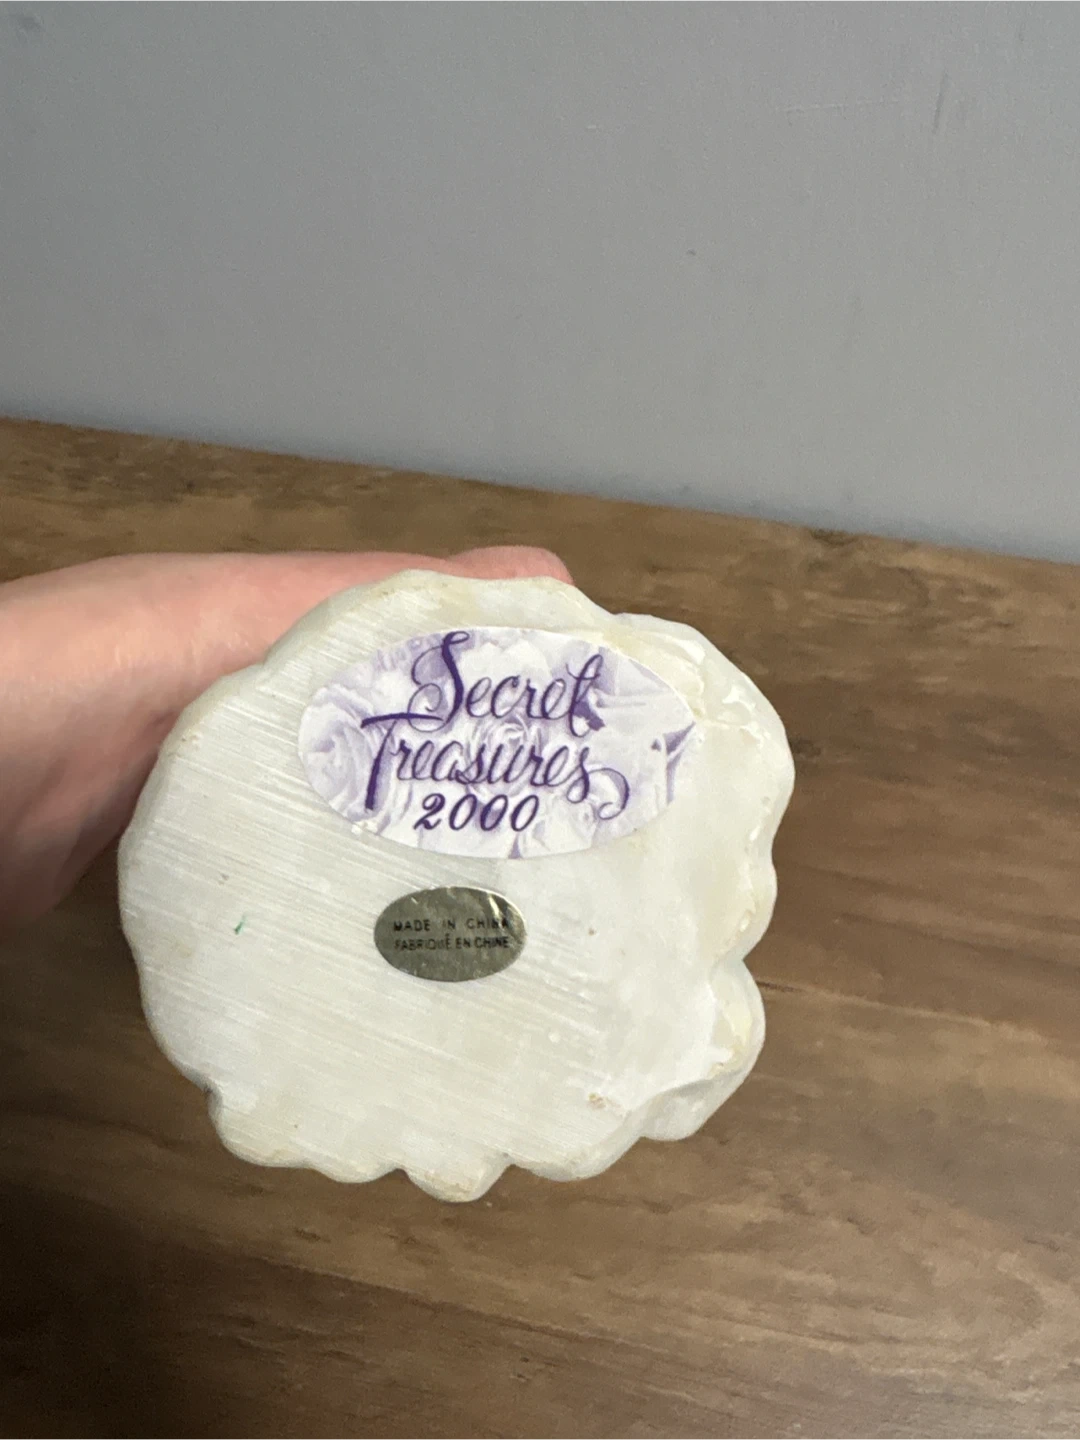 Secret
Treasures
2000
MADE IN CHINA
FABRIQUÉ EN CHINE